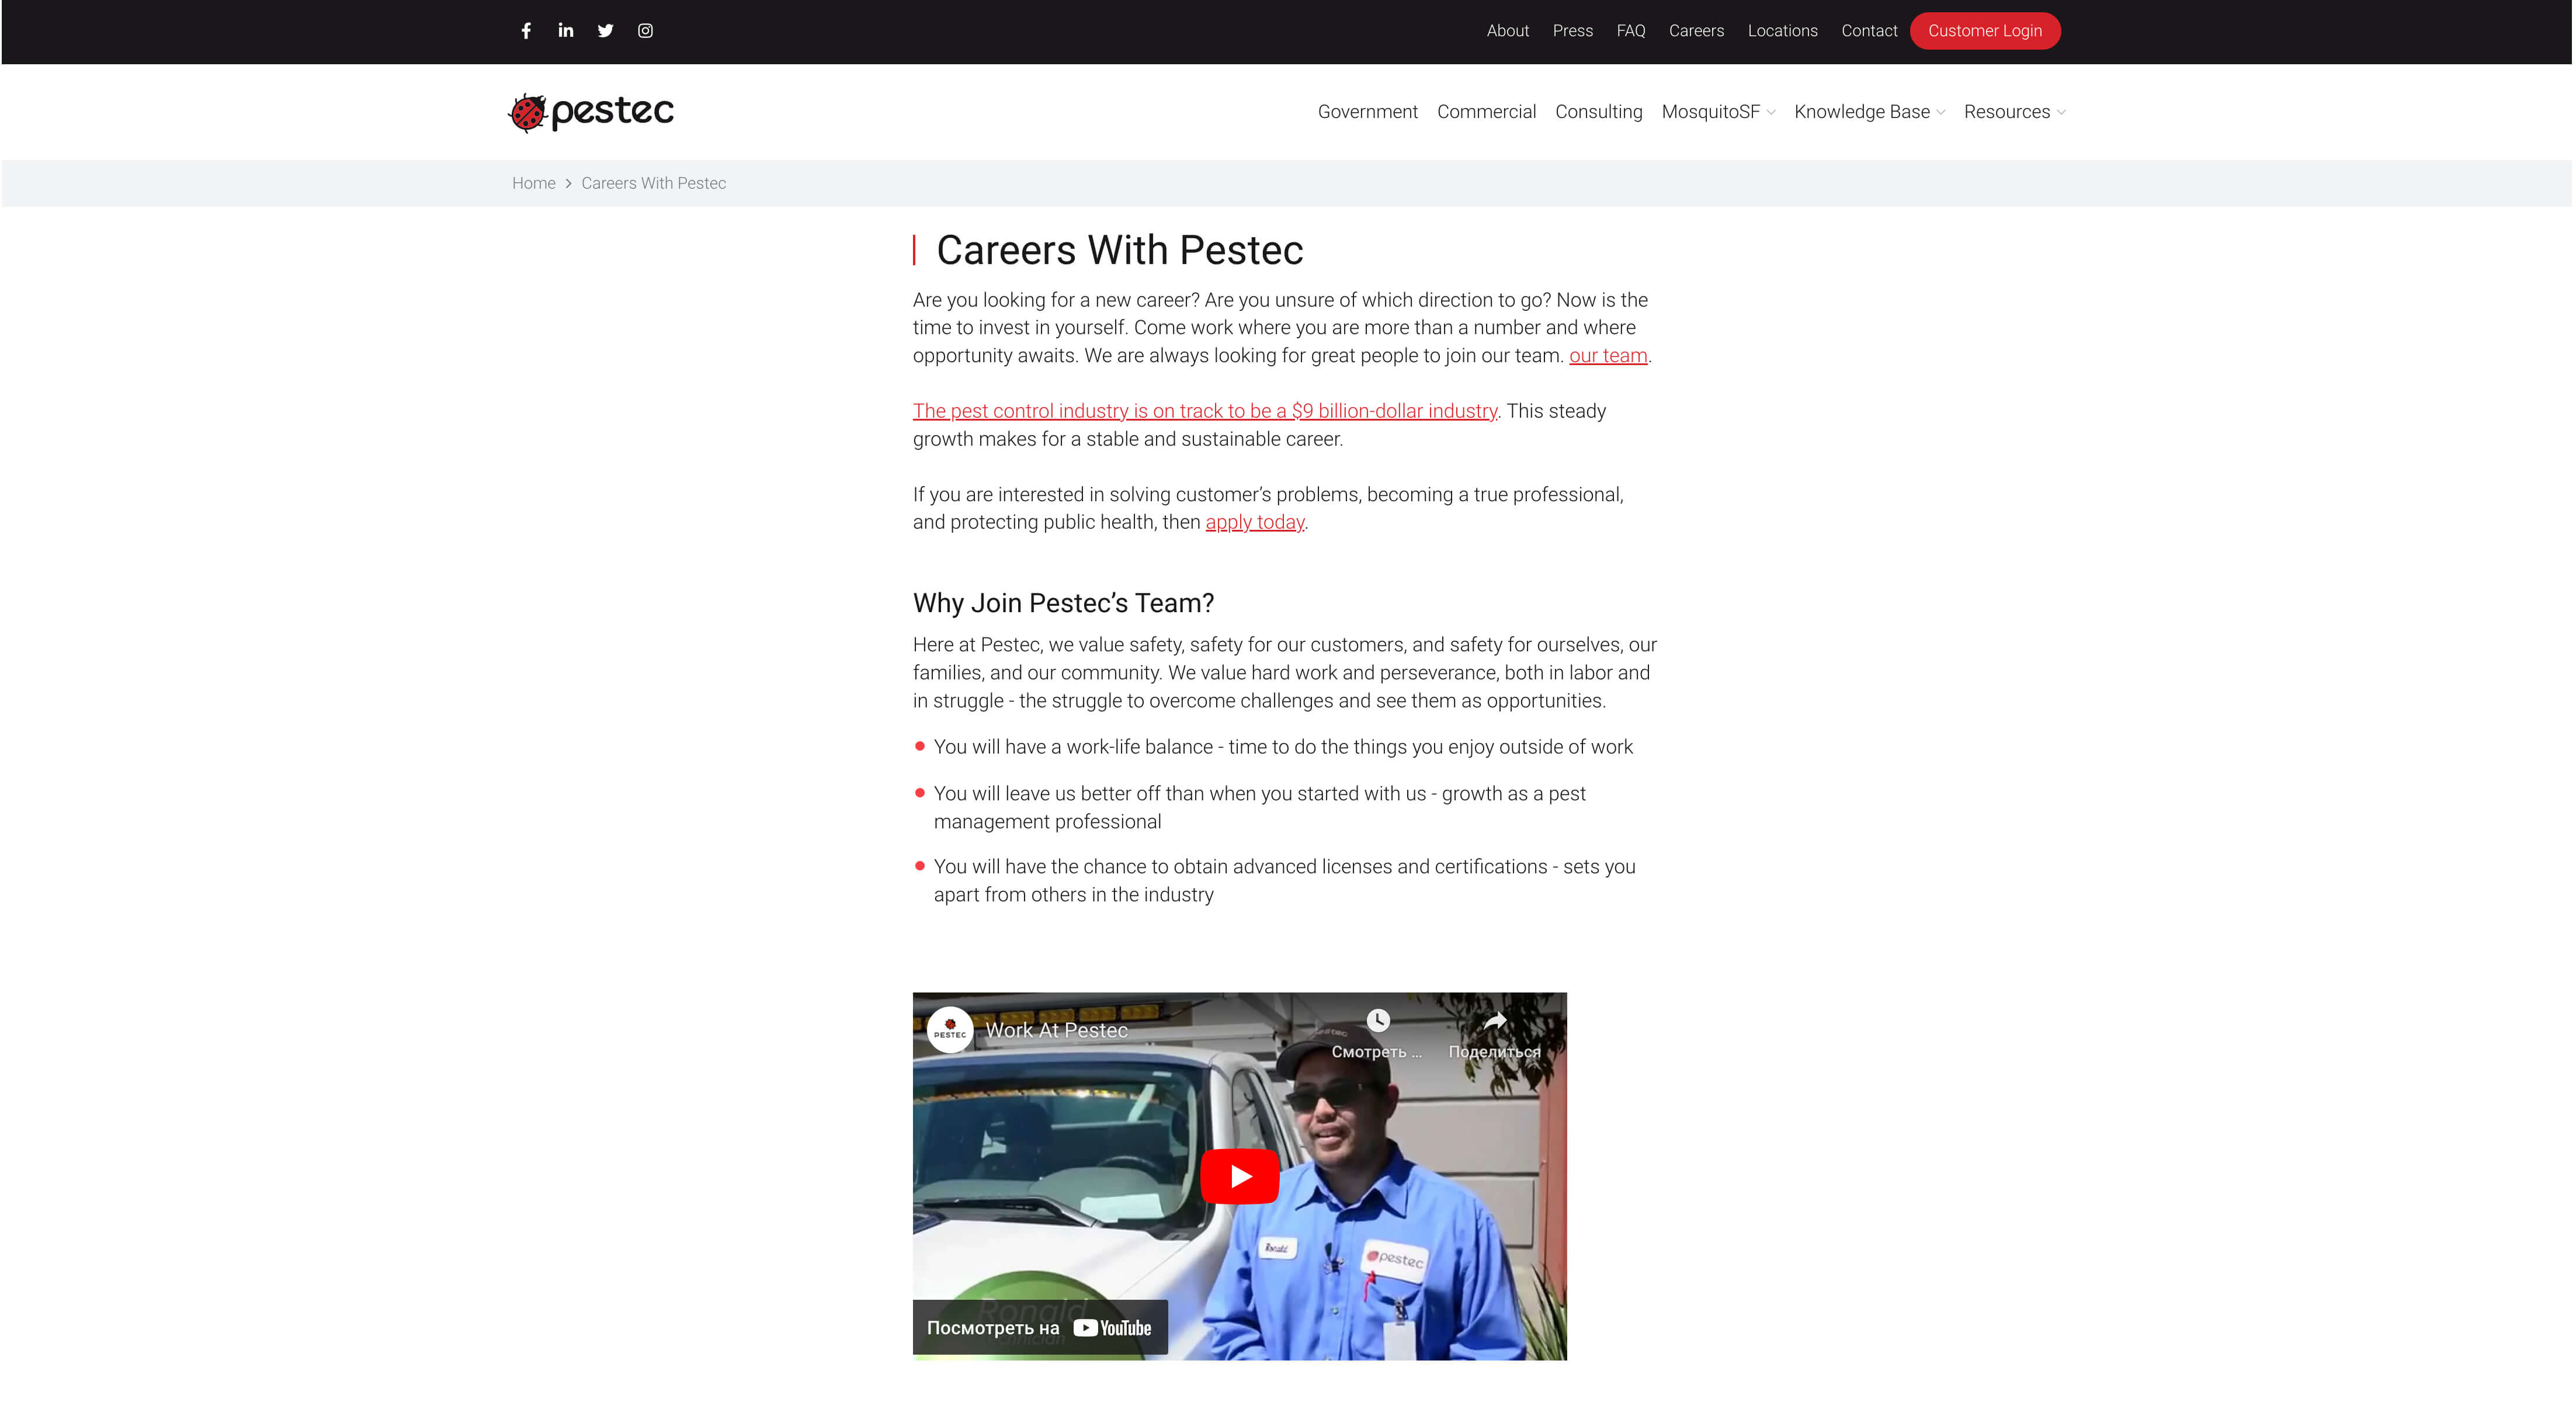 About Press FAQ Careers Locations Contact Customer Login
pestec
Government Commercial Consulting MosquitoSF Knowledge Base Resources
Home > Careers With Pestec
Careers With Pestec
Are you looking for a new career? Are you unsure of which direction to go? Now is the
time to invest in yourself. Come work where you are more than a number and where
opportunity awaits. We are always looking for great people to join our team. our team.
The pest control industry is on track to be a $9 billion-dollar industry. This steady
growth makes for a stable and sustainable career.
If you are interested in solving customer’s problems, becoming a true professional,
and protecting public health, then apply today.
Why Join Pestec’s Team?
Here at Pestec, we value safety, safety for our customers, and safety for ourselves, our
families, and our community. We value hard work and perseverance, both in labor and
in struggle - the struggle to overcome challenges and see them as opportunities.
You will have a work-life balance - time to do the things you enjoy outside of work
You will leave us better off than when you started with us - growth as a pest
management professional
You will have the chance to obtain advanced licenses and certifications - sets you
apart from others in the industry
PESTEC
Work At Pestec
Смотреть ...
Поделиться
Ronald
pestec
Ronald
Посмотреть на YouTube